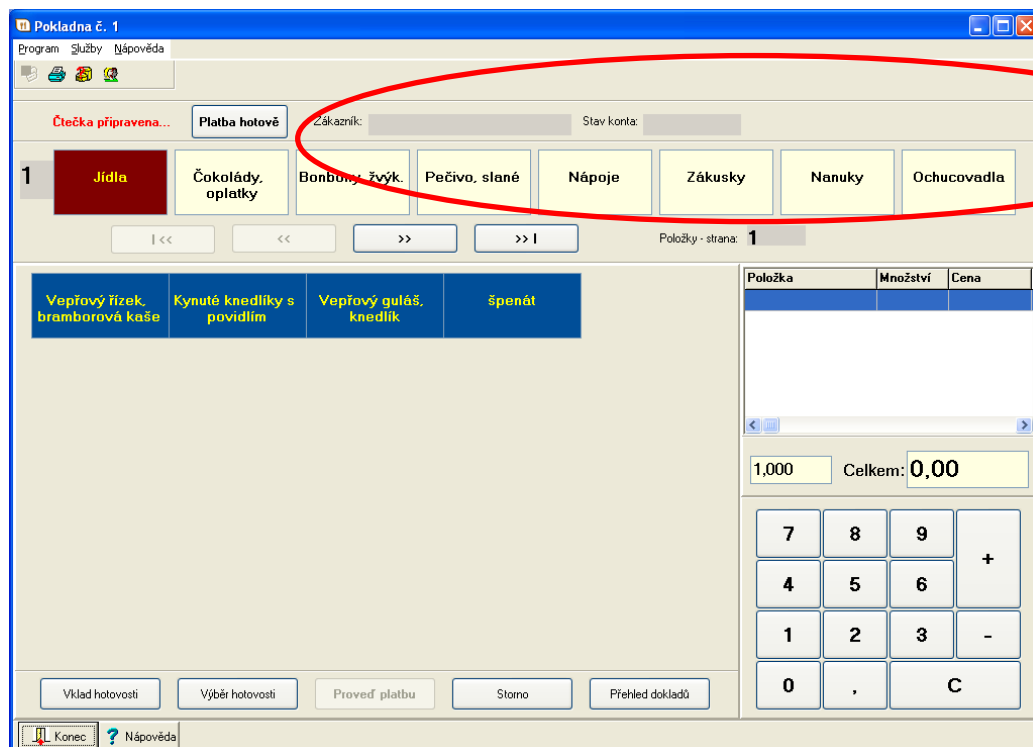 Pokladna č. 1
Program Služby Nápověda
Čtečka připravena... Platba hotově Zákazník: Stav konta:
1 Jídla Čokolády, oplatky Bonbony, žvýk. Pečivo, slané Nápoje Zákusky Nanuky Ochucovadla
I << << >> >> I Položky - strana: 1
Vepřový řízek, bramborová kaše Kynuté knedlíky s povidlím Vepřový guláš, knedlík špenát
Položka Množství Cena
1,000 Celkem: 0,00
7 8 9 +
4 5 6
1 2 3 -
0 , C
Vklad hotovosti Výběr hotovosti Proveď platbu Storno Přehled dokladů
Konec Nápověda